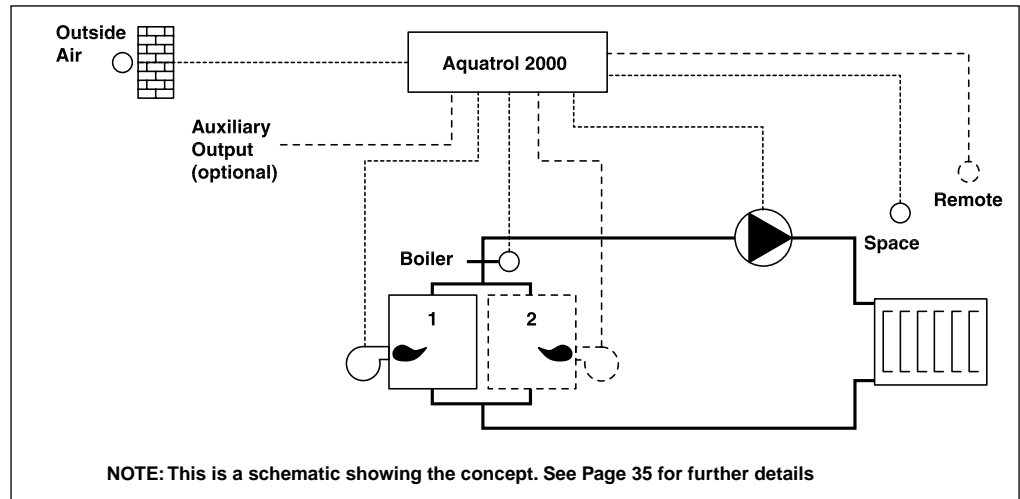 Outside
Air
Aquatrol 2000
Auxiliary
Output
(optional)
Remote
Space
Boiler
1
2
NOTE: This is a schematic showing the concept. See Page 35 for further details